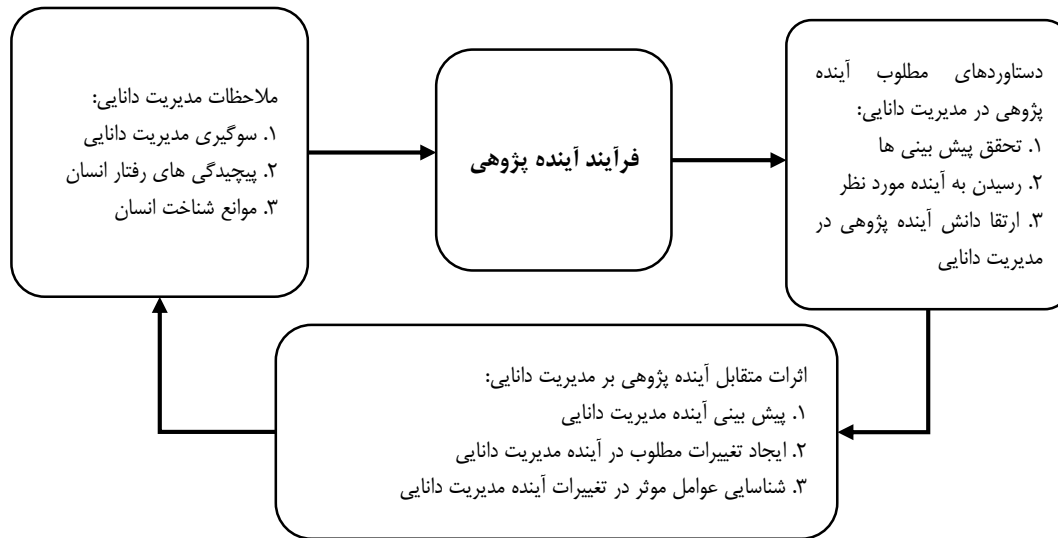 ملاحظات مدیریت دانایی:
۱. سوگیری مدیریت دانایی
۲. پیچیدگی های رفتار انسان
۳. موانع شناخت انسان
فرآیند آینده پژوهی
دستاوردهای مطلوب آینده
پژوهی در مدیریت دانایی:
۱. تحقق پیش بینی ها
۲. رسیدن به آینده مورد نظر
۳. ارتقا دانش آینده پژوهی در
مدیریت دانایی
اثرات متقابل آینده پژوهی بر مدیریت دانایی:
۱. پیش بینی آینده مدیریت دانایی
۲. ایجاد تغییرات مطلوب در آینده مدیریت دانایی
۳. شناسایی عوامل موثر در تغییرات آینده مدیریت دانایی